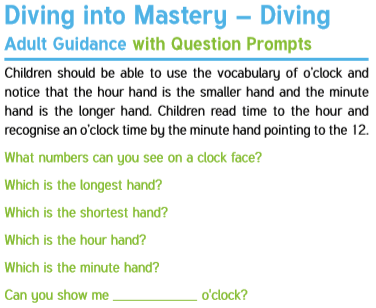 Diving into Mastery – Diving
Adult Guidance with Question Prompts
Children should be able to use the vocabulary of o'clock and
notice that the hour hand is the smaller hand and the minute
hand is the longer hand. Children read time to the hour and
recognise an o'clock time by the minute hand pointing to the 12.
What numbers can you see on a clock face?
Which is the longest hand?
Which is the shortest hand?
Which is the hour hand?
Which is the minute hand?
Can you show me ____________ o'clock?